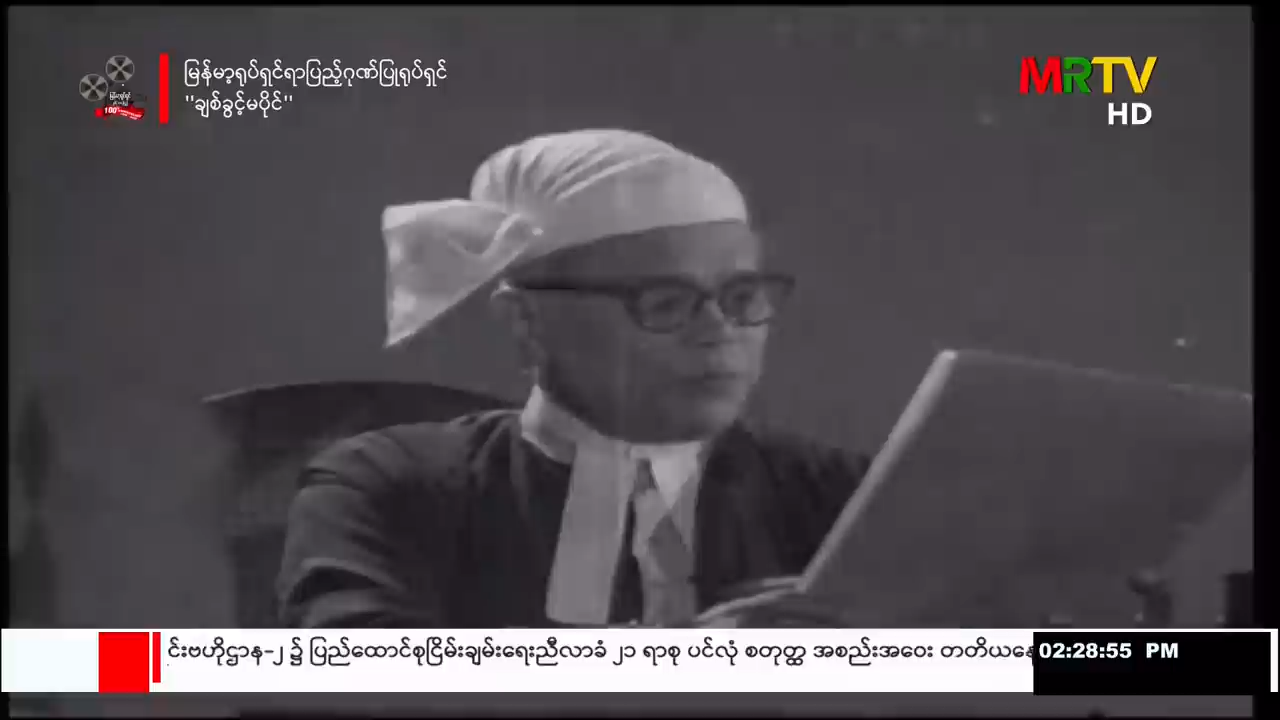 မြန်မာ့ရုပ်ရှင်ရာပြည့်ဂုဏ်ပြုရုပ်ရှင်
"ချစ်ခွင့်မပိုင်"
MRTV
HD
100
င်းဗဟိုဌာန-၂ ၌ ပြည်ထောင်စုငြိမ်းချမ်းရေးညီလာခံ ၂၁ ရာစု ပင်လုံ စတုတ္ထ အစည်းအဝေး တတိယနေ
02:28:55 PM